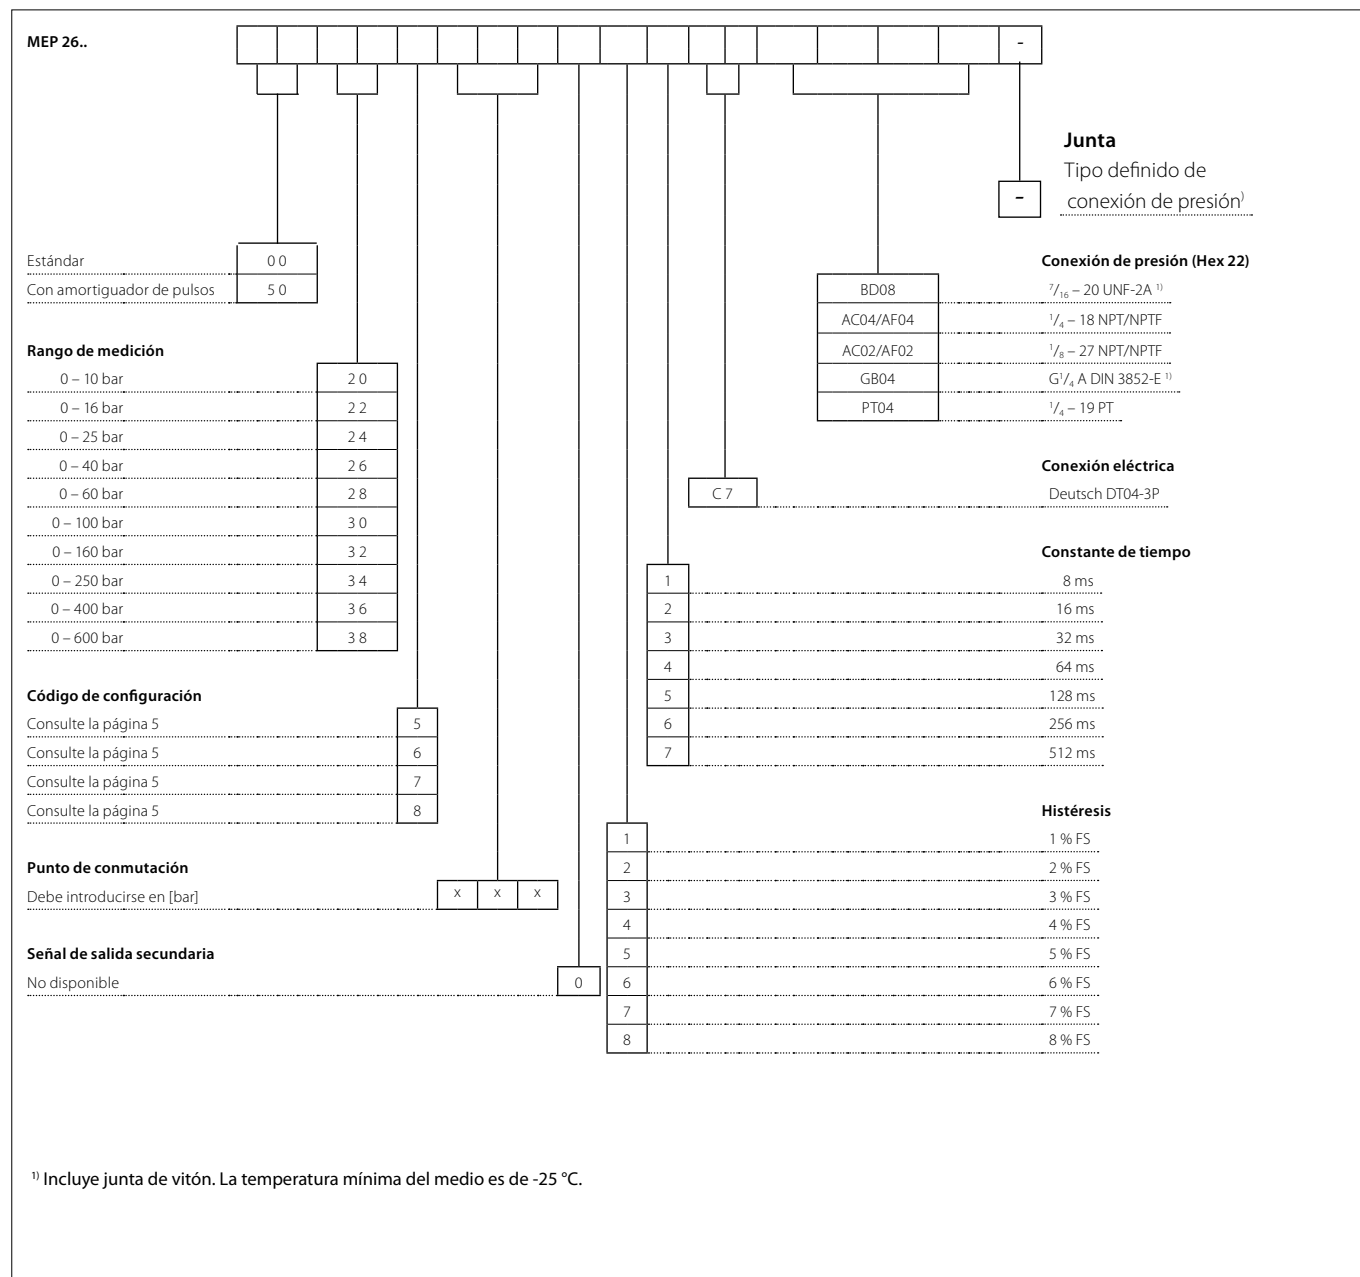 MEP 26..
-
Junta
Tipo definido de
- conexión de presión)
Estándar 0 0
Con amortiguador de pulsos 5 0
Conexión de presión (Hex 22)
BD08 7/16 – 20 UNF-2A 1)
AC04/AF04 1/4 – 18 NPT/NPTF
AC02/AF02 1/8 – 27 NPT/NPTF
GB04 G1/4 A DIN 3852-E 1)
PT04 1/4 – 19 PT
Rango de medición
0 – 10 bar 2 0
0 – 16 bar 2 2
0 – 25 bar 2 4
0 – 40 bar 2 6
0 – 60 bar 2 8
0 – 100 bar 3 0
0 – 160 bar 3 2
0 – 250 bar 3 4
0 – 400 bar 3 6
0 – 600 bar 3 8
Conexión eléctrica
C 7 Deutsch DT04-3P
Constante de tiempo
1 8 ms
2 16 ms
3 32 ms
4 64 ms
5 128 ms
6 256 ms
7 512 ms
Código de configuración
Consulte la página 5 5
Consulte la página 5 6
Consulte la página 5 7
Consulte la página 5 8
Histéresis
1 1 % FS
2 2 % FS
3 3 % FS
4 4 % FS
5 5 % FS
6 6 % FS
7 7 % FS
8 8 % FS
Punto de conmutación
Debe introducirse en [bar] x x x
Señal de salida secundaria
No disponible 0
1) Incluye junta de vitón. La temperatura mínima del medio es de -25 °C.